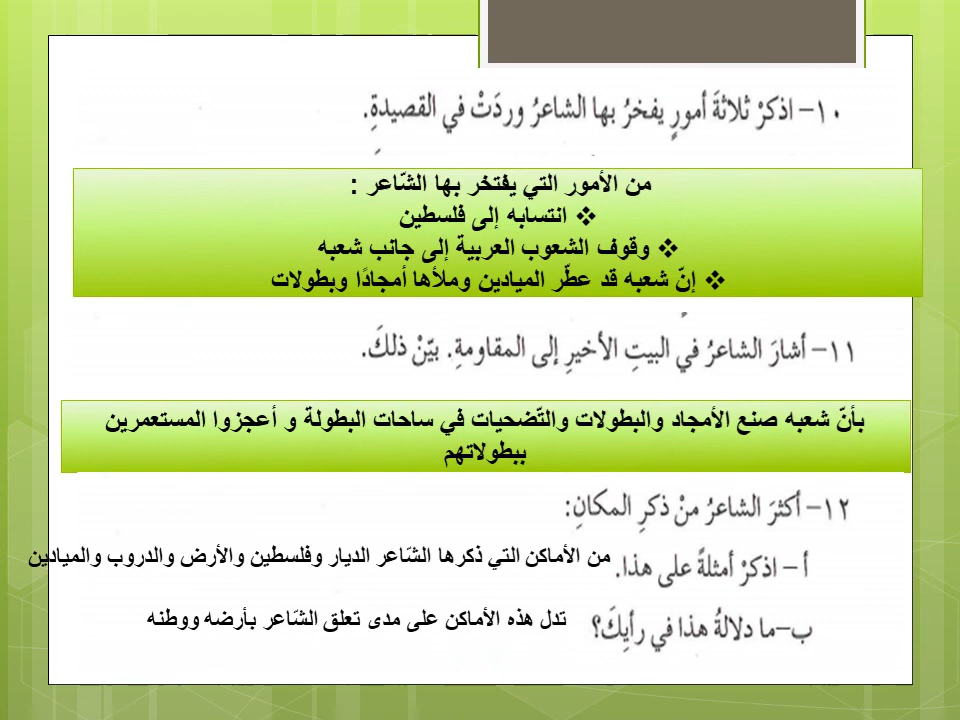 ١٠- اذكرْ ثلاثةَ أمورٍ يفخرُ بها الشاعرُ وردَتْ في القصيدةِ.
من الأمور التي يفتخر بها الشّاعر :
❖ انتسابه إلى فلسطين
❖ وقوف الشعوب العربية إلى جانب شعبه
❖ إنّ شعبه قد عطّر الميادين وملأها أمجادًا وبطولات
١١- أشارَ الشاعرُ في البيتِ الأخيرِ إلى المقاومةِ. بيّنْ ذلكَ.
بأنّ شعبه صنع الأمجاد والبطولات والتّضحيات في ساحات البطولة و أعجزوا المستعمرين
ببطولاتهم
١٢- أكثرَ الشاعرُ منْ ذكرِ المكانِ:
أ - اذكرْ أمثلةً على هذا. من الأماكن التي ذكرها الشّاعر الديار وفلسطين والأرض والدروب والميادين
ب- ما دلالةُ هذا في رأيِكَ؟ تدل هذه الأماكن على مدى تعلق الشّاعر بأرضه ووطنه